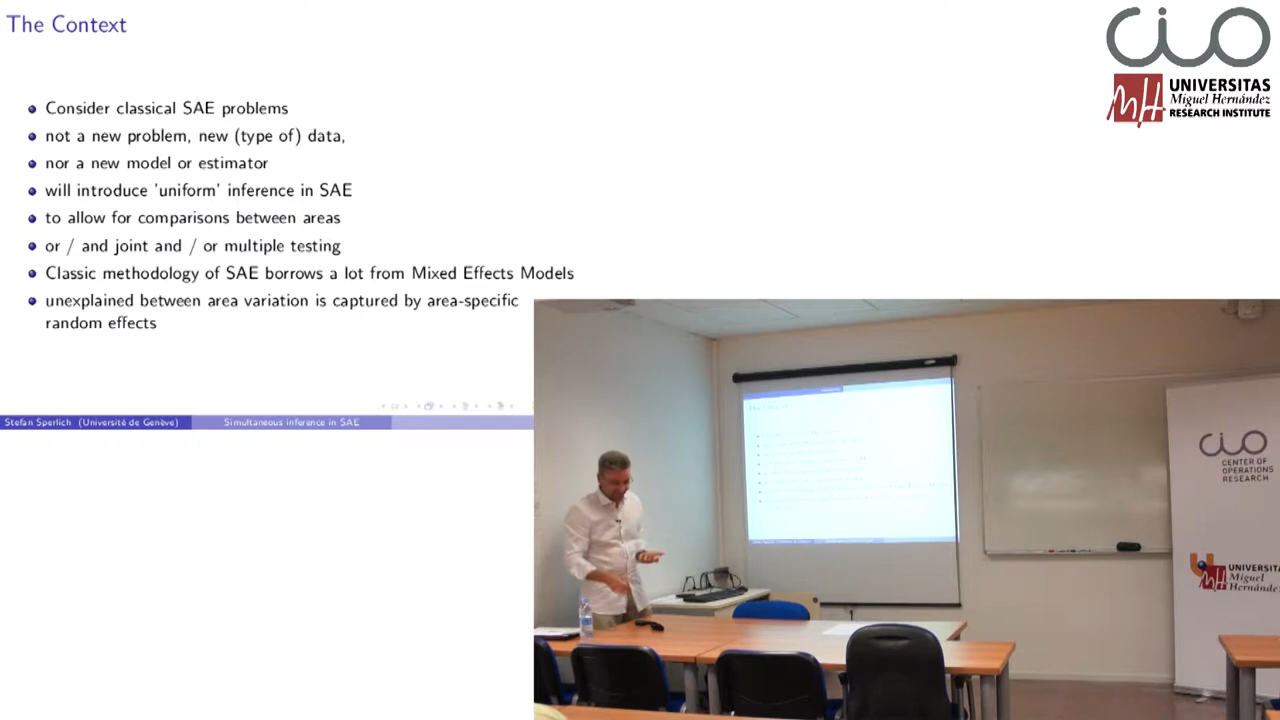 The Context
Consider classical SAE problems
not a new problem, new (type of) data,
nor a new model or estimator
will introduce 'uniform' inference in SAE
to allow for comparisons between areas
or / and joint and / or multiple testing
Classic methodology of SAE borrows a lot from Mixed Effects Models
unexplained between area variation is captured by area-specific
random effects
Stefan Sperlich (Université de Genève)
Simultaneous inference in SAE
CIO
UNIVERSITAS
Miguel Hernández
RESEARCH INSTITUTE
CIO
CENTER OF
OPERATIONS
RESEARCH
UNIVERSITA
Miguel
Hernández